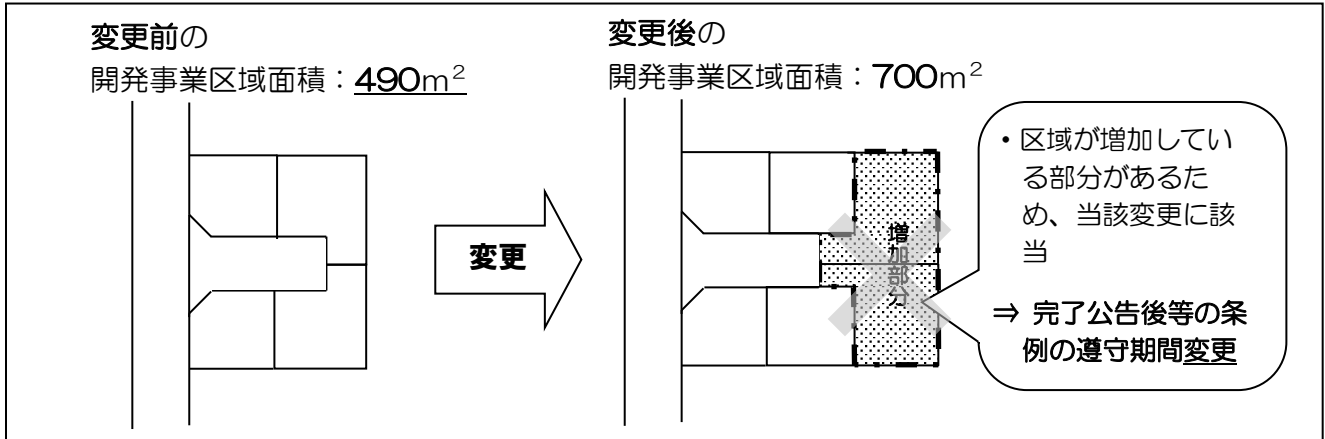 変更前の
開発事業区域面積：490m²
変更後の
開発事業区域面積：700m²
変更
増加部分
・区域が増加してい
る部分があるた
め、当該変更に該
当
⇒ 完了公告後等の条
例の遵守期間変更